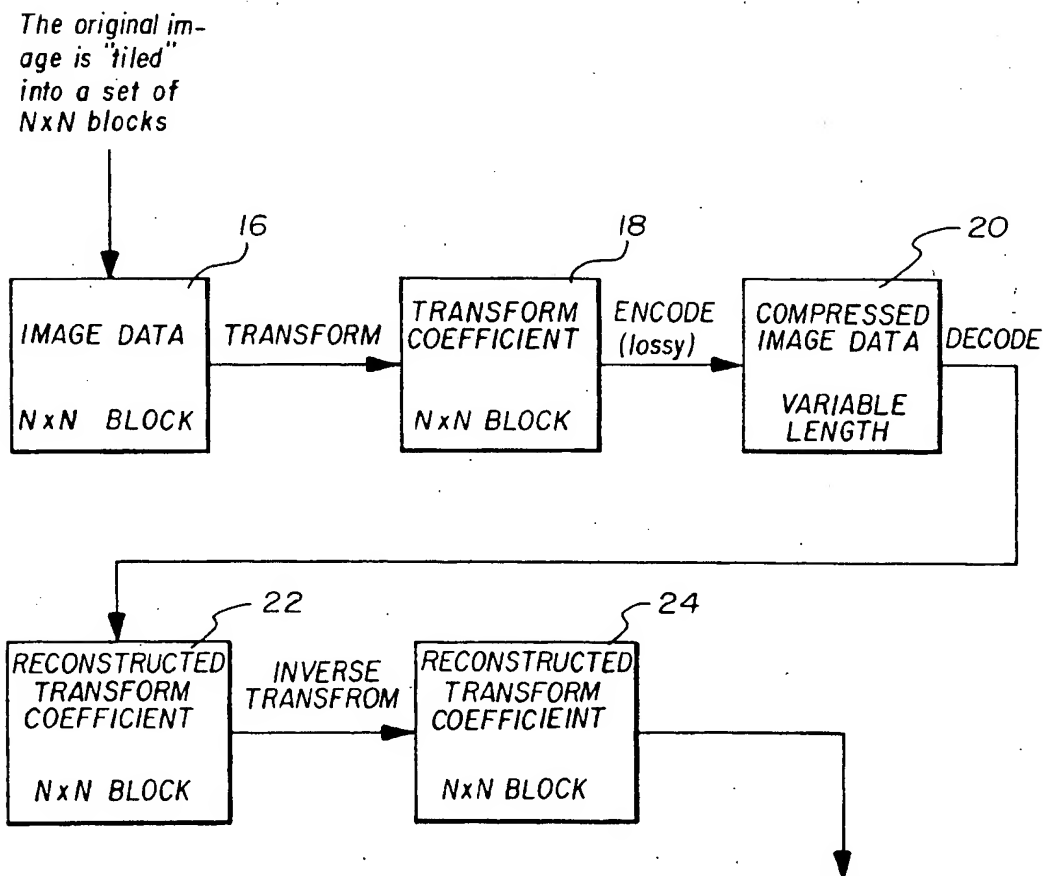 The original im-
age is "tiled"
into a set of
NxN blocks
16
18
20
IMAGE DATA
NxN BLOCK
TRANSFORM
TRANSFORM
COEFFICIENT
NxN BLOCK
ENCODE
(lossy)
COMPRESSED
IMAGE DATA
VARIABLE
LENGTH
DECODE
22
24
RECONSTRUCTED
TRANSFORM
COEFFICIENT
NxN BLOCK
INVERSE
TRANSFROM
RECONSTRUCTED
TRANSFORM
COEFFICIEINT
NxN BLOCK